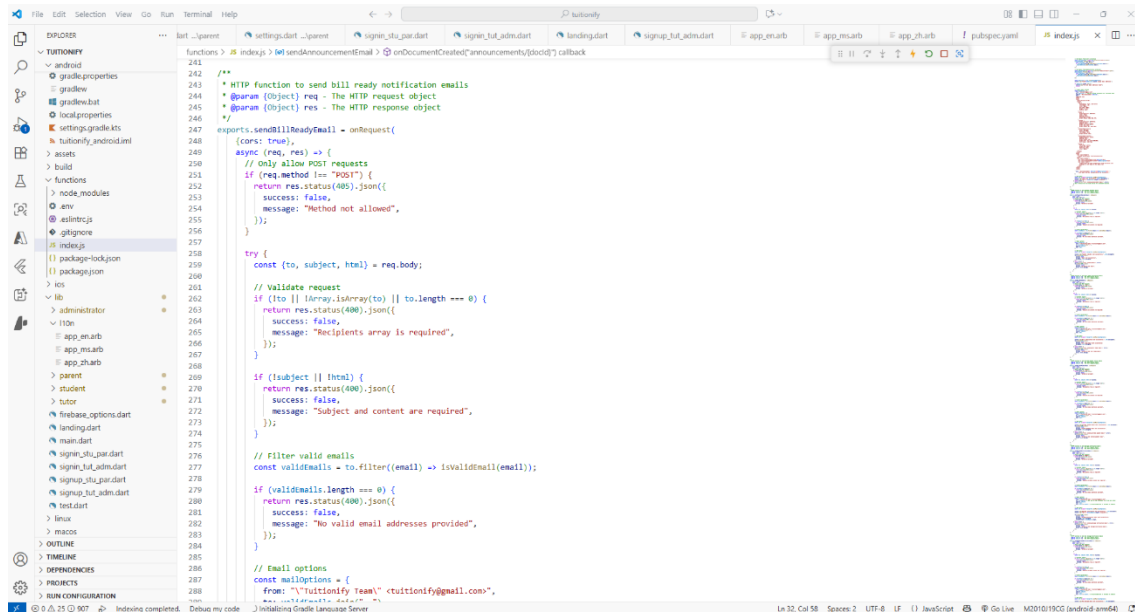 File Edit Selection View Go Run Terminal Help
tuitionify
EXPLORER
TUITIONIFY
android
gradle.properties
gradlew
gradlew.bat
local.properties
settings.gradle.kts
tuitionify_android.iml
assets
build
functions
node_modules
.env
.eslintrc.js
.gitignore
index.js
package-lock.json
package.json
ios
lib
administrator
l10n
app_en.arb
app_ms.arb
app_zh.arb
parent
student
tutor
firebase_options.dart
landing.dart
main.dart
signin_stu_par.dart
signin_tut_adm.dart
signup_stu_par.dart
signup_tut_adm.dart
test.dart
linux
macos
OUTLINE
TIMELINE
DEPENDENCIES
PROJECTS
RUN CONFIGURATION
dart ...\parent settings.dart ...\parent signin_stu_par.dart signin_tut_adm.dart landing.dart signup_tut_adm.dart app_en.arb app_ms.arb app_zh.arb pubspec.yaml index.js
functions > index.js > sendAnnouncementEmail > onDocumentCreated("announcements/{docId}") callback
241
242 /**
243 * HTTP function to send bill ready notification emails
244 * @param {Object} req - The HTTP request object
245 * @param {Object} res - The HTTP response object
246 */
247 exports.sendBillReadyEmail = onRequest(
248 {cors: true},
249 async (req, res) => {
250 // Only allow POST requests
251 if (req.method !== "POST") {
252 return res.status(405).json({
253 success: false,
254 message: "Method not allowed",
255 });
256 }
257
258 try {
259 const {to, subject, html} = req.body;
260
261 // Validate request
262 if (!to || !Array.isArray(to) || to.length === 0) {
263 return res.status(400).json({
264 success: false,
265 message: "Recipients array is required",
266 });
267 }
268
269 if (!subject || !html) {
270 return res.status(400).json({
271 success: false,
272 message: "Subject and content are required",
273 });
274 }
275
276 // Filter valid emails
277 const validEmails = to.filter((email) => isValidEmail(email));
278
279 if (validEmails.length === 0) {
280 return res.status(400).json({
281 success: false,
282 message: "No valid email addresses provided",
283 });
284 }
285
286 // Email options
287 const mailOptions = {
288 from: "\"Tuitionify Team\" <tuitionify@gmail.com>",
0 25 907 Indexing completed. Debug my code Initializing Gradle Language Server Ln 32, Col 58 Spaces: 2 UTF-8 LF {} JavaScript Go Live M2010J19CG (android-arm64)